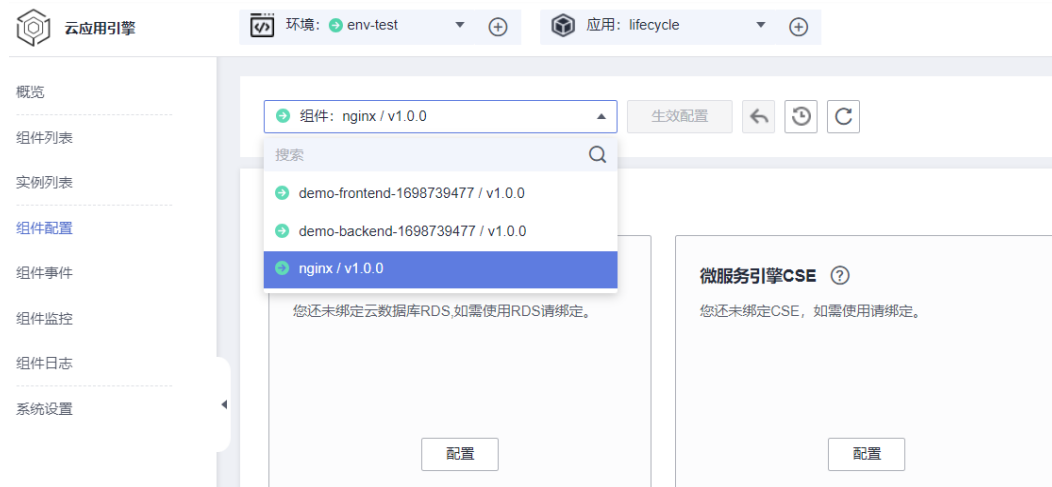 云应用引擎
环境：env-test
应用：lifecycle
概览
组件列表
实例列表
组件配置
组件事件
组件监控
组件日志
系统设置
组件：nginx / v1.0.0
生效配置
搜索
demo-frontend-1698739477 / v1.0.0
demo-backend-1698739477 / v1.0.0
nginx / v1.0.0
您还未绑定云数据库RDS,如需使用RDS请绑定。
配置
微服务引擎CSE
您还未绑定CSE，如需使用请绑定。
配置